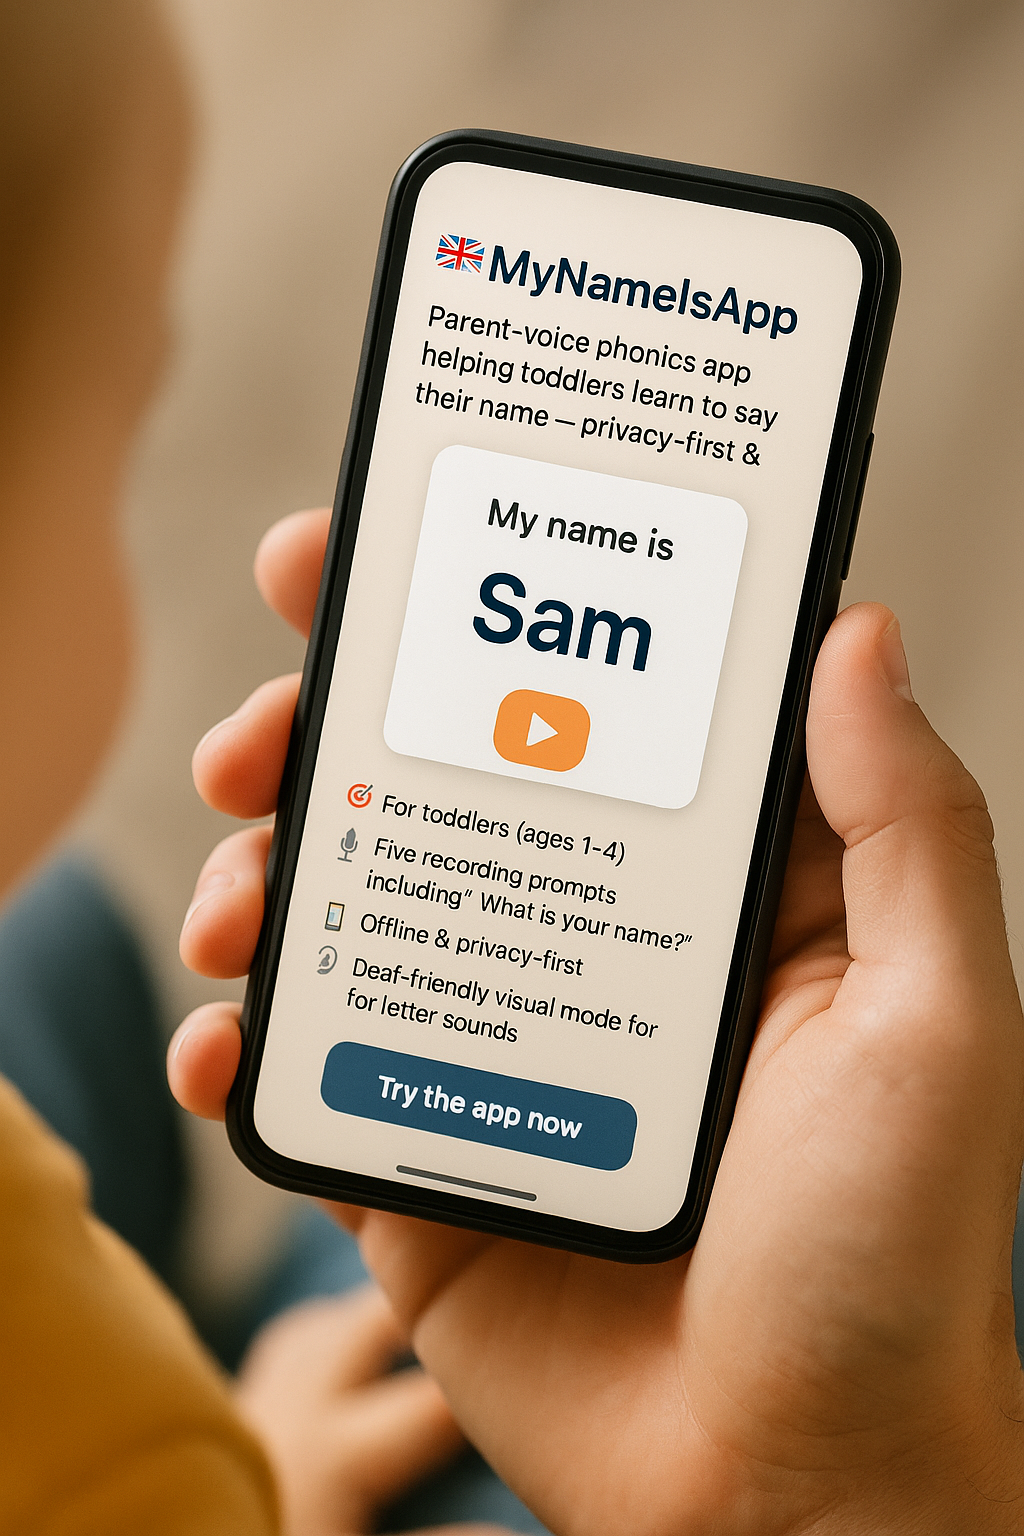 MyNameIsApp
Parent-voice phonics app
helping toddlers learn to say
their name — privacy-first &
My name is
Sam
For toddlers (ages 1-4)
Five recording prompts
including" What is your name?"
Offline & privacy-first
Deaf-friendly visual mode for
for letter sounds
Try the app now